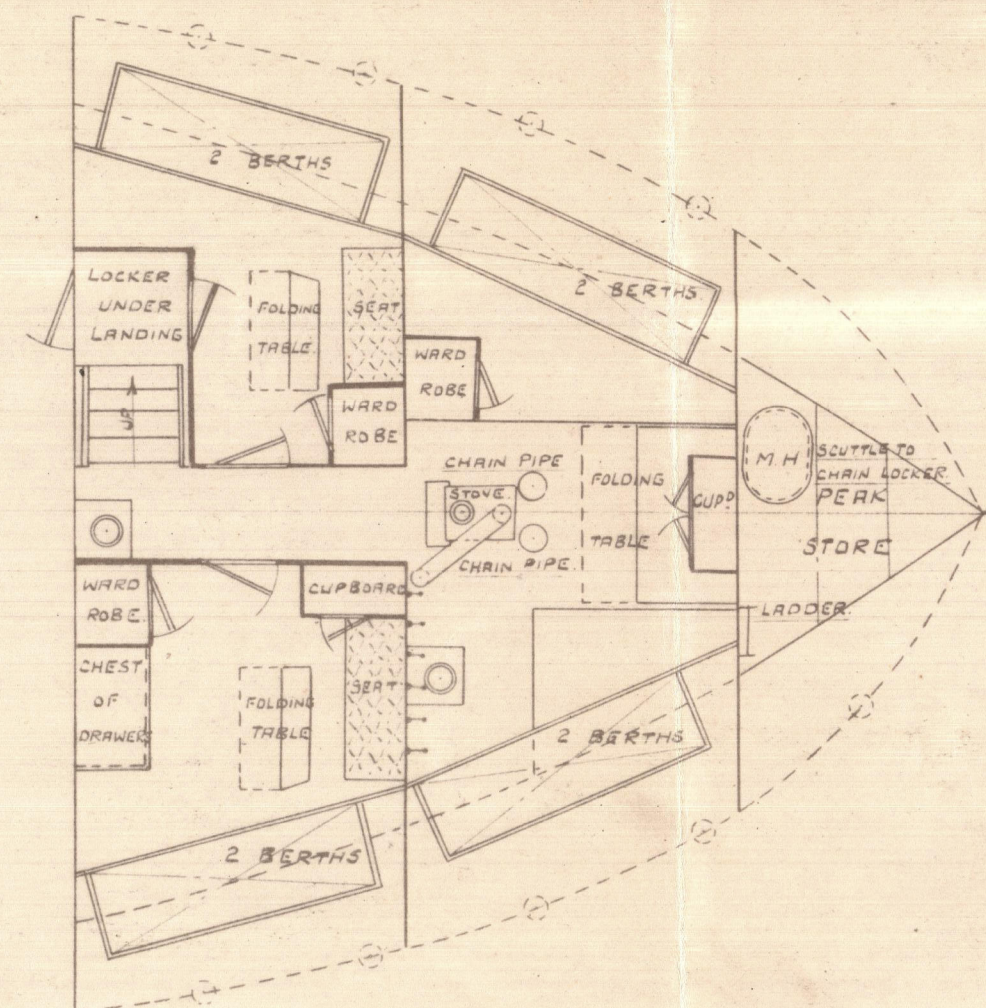 2 BERTHS
2 BERTHS
LOCKER
UNDER
LANDING
UP
FOLDING
TABLE.
SEAT
WARD
ROBE
WARD
ROBE
CHAIN PIPE
STOVE.
CHAIN PIPE.
FOLDING
TABLE
CUPD
M.H
SCUTTLE TO
CHAIN LOCKER.
PEAK
STORE
LADDER.
WARD
ROBE.
CUPBOARD
CHEST
OF
DRAWERS
FOLDING
TABLE
SEAT
2 BERTHS
2 BERTHS